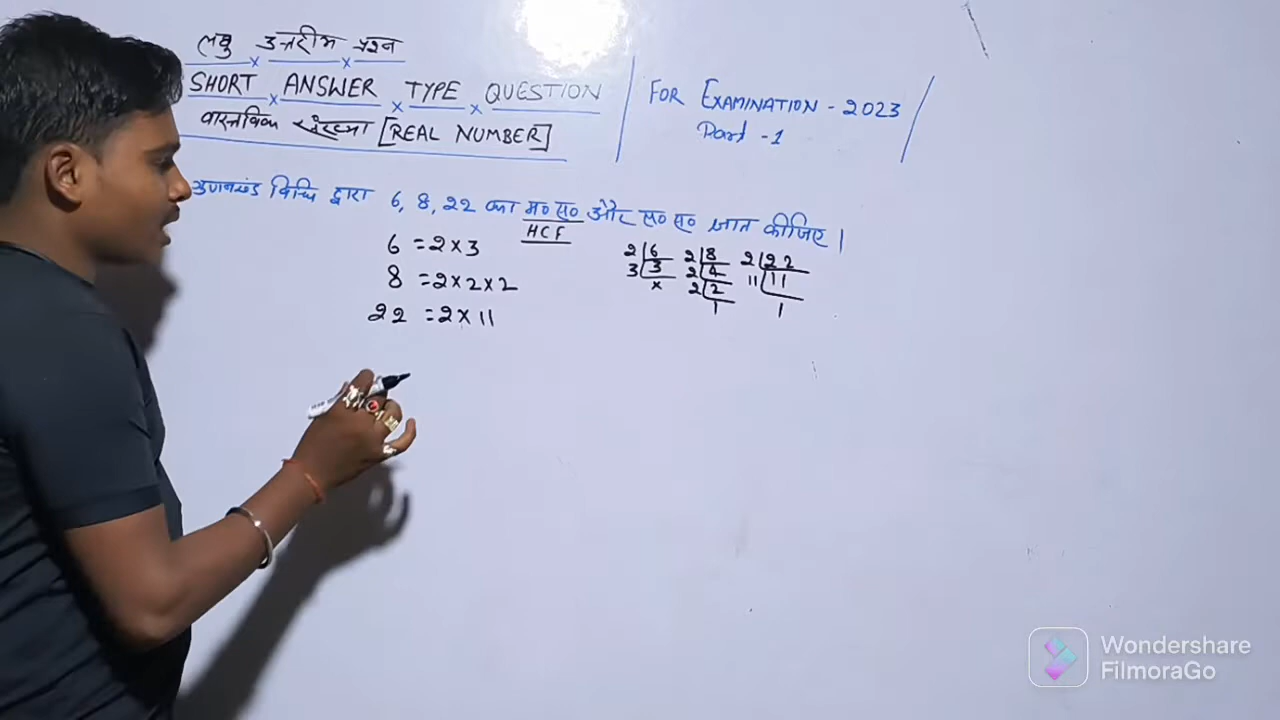 लघु उत्तरीय प्रश्न
SHORT ANSWER TYPE QUESTION
वास्तविक संख्या [REAL NUMBER]
FOR EXAMINATION - 2023
Part -1
गुणनखंड विधि द्वारा 6, 8, 22 का म० स० और ल० स० ज्ञात कीजिए।
HCF
6 = 2 × 3
8 = 2 × 2 × 2
22 = 2 × 11
2 6
3 3
×
2 8
2 4
2 2
1
2 22
11 11
1
Wondershare
FilmoraGo